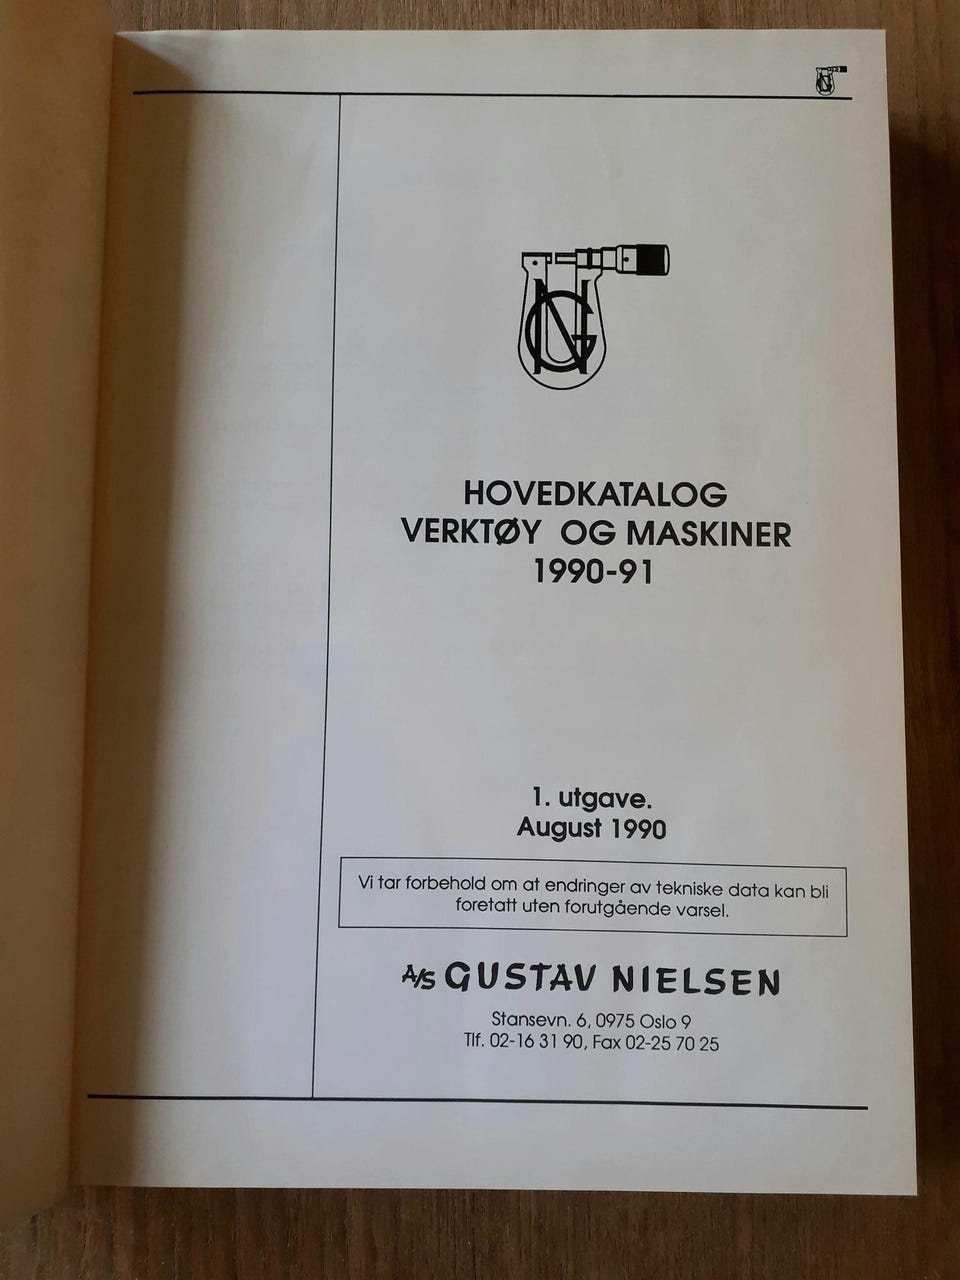 NG
HOVEDKATALOG
VERKTØY OG MASKINER
1990-91
1. utgave.
August 1990
Vi tar forbehold om at endringer av tekniske data kan bli
foretatt uten forutgående varsel.
A/S GUSTAV NIELSEN
Stansevn. 6, 0975 Oslo 9
Tlf. 02-16 31 90, Fax 02-25 70 25